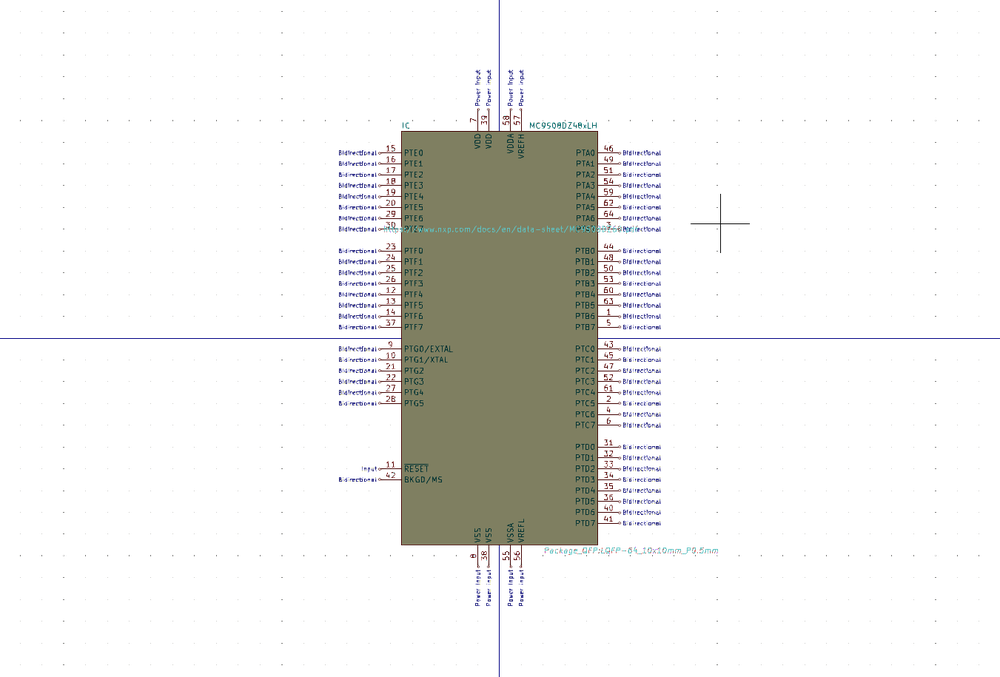 Power Input Power Input Power Input Power Input
7 39 58 57
IC MC9S08DZ48xLH
VDD VDD VDDA VREFH
Bidirectional 15 PTE0 PTA0 46 Bidirectional
Bidirectional 16 PTE1 PTA1 49 Bidirectional
Bidirectional 17 PTE2 PTA2 51 Bidirectional
Bidirectional 18 PTE3 PTA3 54 Bidirectional
Bidirectional 19 PTE4 PTA4 59 Bidirectional
Bidirectional 20 PTE5 PTA5 62 Bidirectional
Bidirectional 29 PTE6 PTA6 64 Bidirectional
Bidirectional 30 Bidirectional
www.nxp.com/docs/en/data-sheet/
Bidirectional 23 PTF0 PTB0 44 Bidirectional
Bidirectional 24 PTF1 PTB1 48 Bidirectional
Bidirectional 25 PTF2 PTB2 50 Bidirectional
Bidirectional 26 PTF3 PTB3 53 Bidirectional
Bidirectional 12 PTF4 PTB4 60 Bidirectional
Bidirectional 13 PTF5 PTB5 63 Bidirectional
Bidirectional 14 PTF6 PTB6 1 Bidirectional
Bidirectional 37 PTF7 PTB7 5 Bidirectional
Bidirectional 9 PTG0/EXTAL PTC0 43 Bidirectional
Bidirectional 10 PTG1/XTAL PTC1 45 Bidirectional
Bidirectional 21 PTG2 PTC2 47 Bidirectional
Bidirectional 22 PTG3 PTC3 52 Bidirectional
Bidirectional 27 PTG4 PTC4 61 Bidirectional
Bidirectional 28 PTG5 PTC5 2 Bidirectional
PTC6 4 Bidirectional
PTC7 6 Bidirectional
PTD0 31 Bidirectional
PTD1 32 Bidirectional
Input 11 RESET PTD2 33 Bidirectional
Bidirectional 42 BKGD/MS PTD3 34 Bidirectional
PTD4 35 Bidirectional
PTD5 36 Bidirectional
PTD6 40 Bidirectional
PTD7 41 Bidirectional
VSS VSS VSSA VREFL
8 38 55 56
Package_QFP:LQFP-64_10x10mm_P0.5mm
Power Input Power Input Power Input Power Input